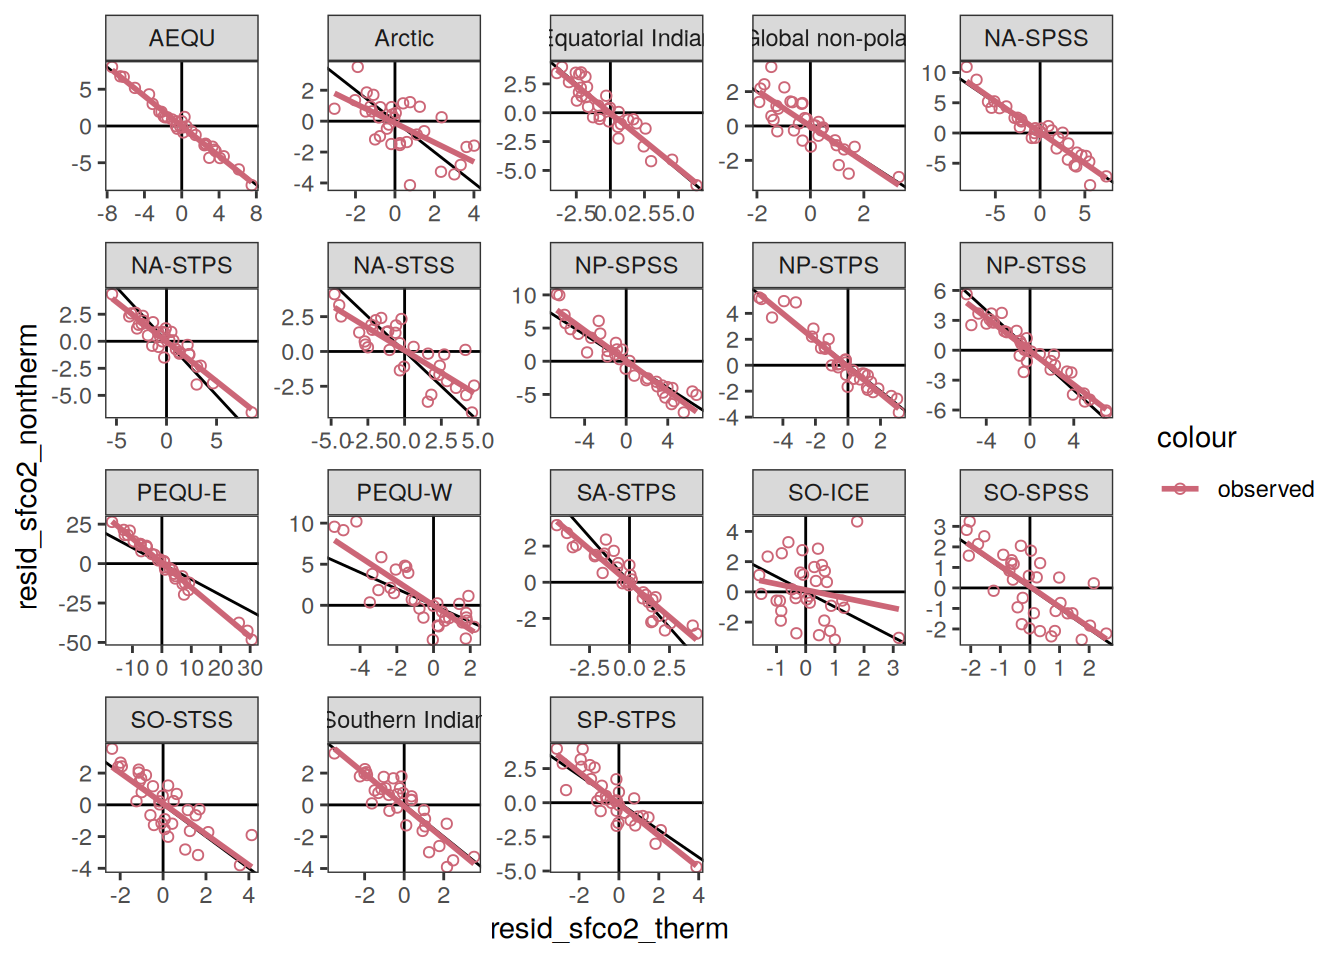 AEQU
Arctic
Equatorial Indian
Global non-pola
NA-SPSS
5
0
-5
-8 -4 0 4 8
2
0
-2
-4
-2 0 2 4
2.5
0.0
-2.5
-5.0
-2.5 0.0 2.5 5.0
2
0
-2
-2 0 2
10
5
0
-5
-5 0 5
NA-STPS
NA-STSS
NP-SPSS
NP-STPS
NP-STSS
2.5
0.0
-2.5
-5.0
-5 0 5
2.5
0.0
-2.5
-5.0 -2.5 0.0 2.5 5.0
10
5
0
-5
-4 0 4
4
2
0
-2
-4
-4 -2 0 2
6
3
0
-3
-6
-4 0 4
PEQU-E
PEQU-W
SA-STPS
SO-ICE
SO-SPSS
25
0
-25
-50
-10 0 10 20 30
10
5
0
-4 -2 0 2
2
0
-2
-2.5 0.0 2.5
4
2
0
-2
-1 0 1 2 3
3
2
1
0
-1
-2
-2 -1 0 1 2
SO-STSS
Southern Indian
SP-STPS
2
0
-2
-4
-2 0 2 4
2
0
-2
-4
-2 0 2
2.5
0.0
-2.5
-5.0
-2 0 2 4
resid_sfco2_therm
resid_sfco2_nontherm
colour
observed